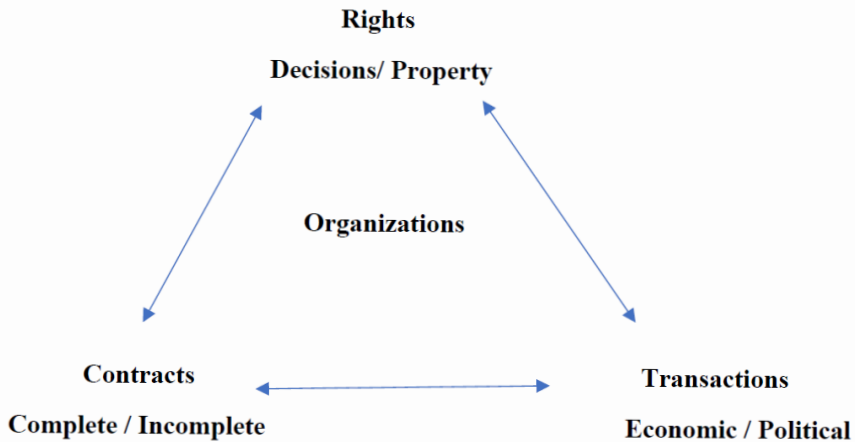 Rights
Decisions/ Property
Organizations
Contracts
Transactions
Complete / Incomplete
Economic / Political